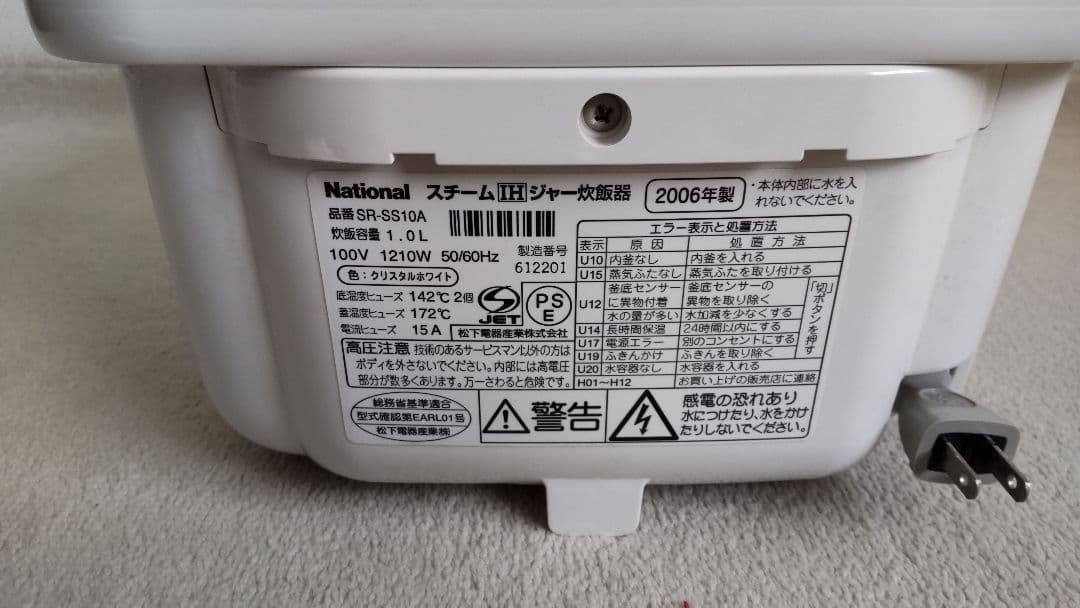 National スチームIHジャー炊飯器 2006年製
・本体内部に水を入れないでください。
品番 SR-SS10A
炊飯容量 1.0L
100V 1210W 50/60Hz
製造番号
612201
色:クリスタルホワイト
底温度ヒューズ 142℃ 2個
蓋温度ヒューズ 172℃
電流ヒューズ 15A
S JET
PSE
松下電器産業株式会社
高圧注意 技術のあるサービスマン以外の方は
ボディを外さないでください。内部には高電圧
部分が数多くあります。万一さわると危険です。
総務省基準適合
型式確認第EARL01号
松下電器産業㈱
エラー表示と処置方法
表示 原因 処置方法
U10 内釜なし 内釜を入れる
U15 蒸気ふたなし 蒸気ふたを取り付ける
U12 釜底センサーに異物付着 釜底センサーの異物を取り除く
水の量が多い 水加減を少なくする
U14 長時間保温 24時間以内にする
U17 電源エラー 別のコンセントにする
U19 ふきんかけ ふきんを取り除く
U20 水容器なし 水容器を入れる
「切」ボタンを押す
H01~H12 お買い上げの販売店に連絡
警告
感電の恐れあり
水につけたり、水をかけ
たりしないでください。